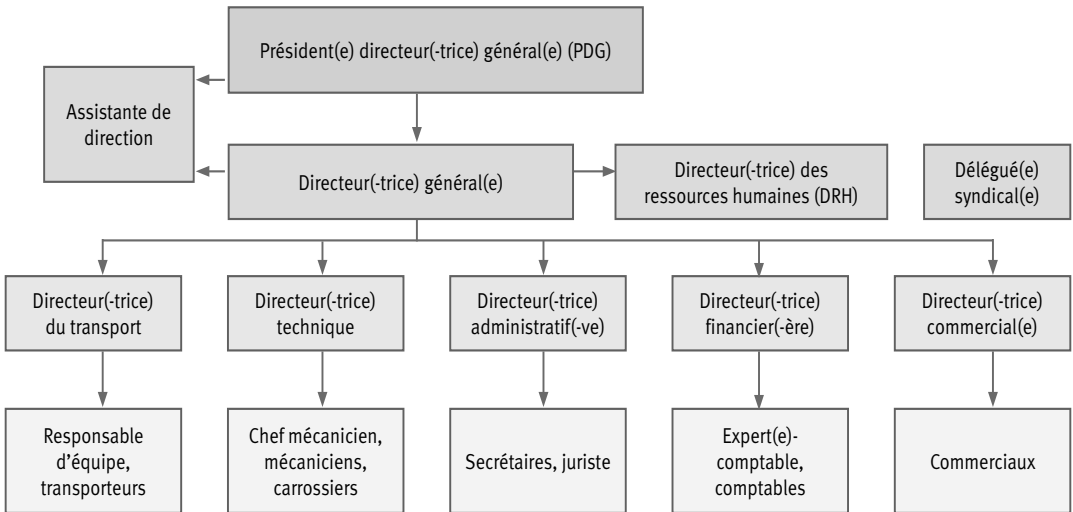 Président(e) directeur(-trice) général(e) (PDG)
Assistante de
direction
Directeur(-trice) général(e)
Directeur(-trice) des
ressources humaines (DRH)
Délégué(e)
syndical(e)
Directeur(-trice)
du transport
Directeur(-trice)
technique
Directeur(-trice)
administratif(-ve)
Directeur(-trice)
financier(-ère)
Directeur(-trice)
commercial(e)
Responsable
d’équipe,
transporteurs
Chef mécanicien,
mécaniciens,
carrossiers
Secrétaires, juriste
Expert(e)-
comptable,
comptables
Commerciaux